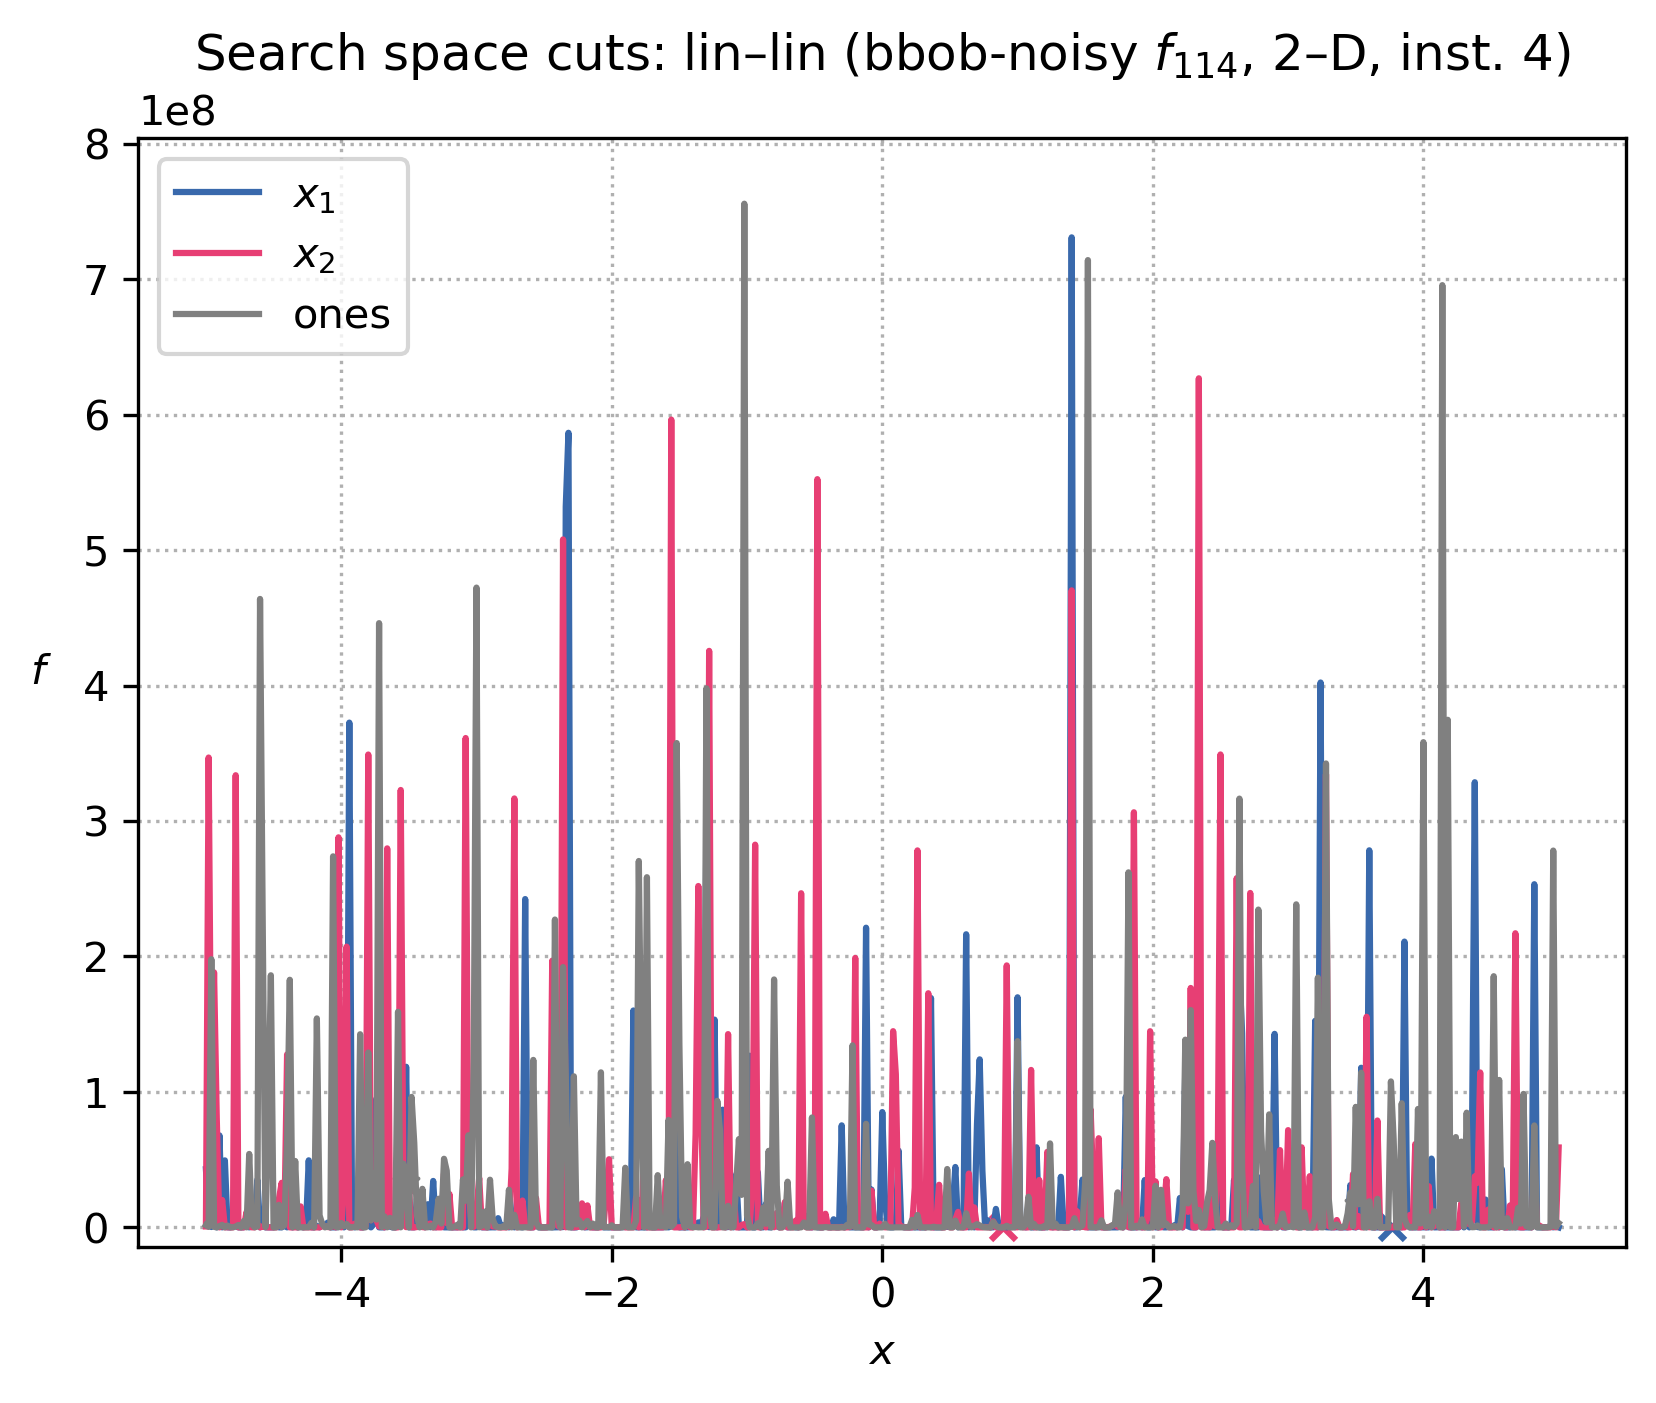 Search space cuts: lin–lin (bbob-noisy f₁₁₄, 2–D, inst. 4)
1e8
8
7
6
5
4
3
2
1
0
f
x₁
x₂
ones
−4 −2 0 2 4
x